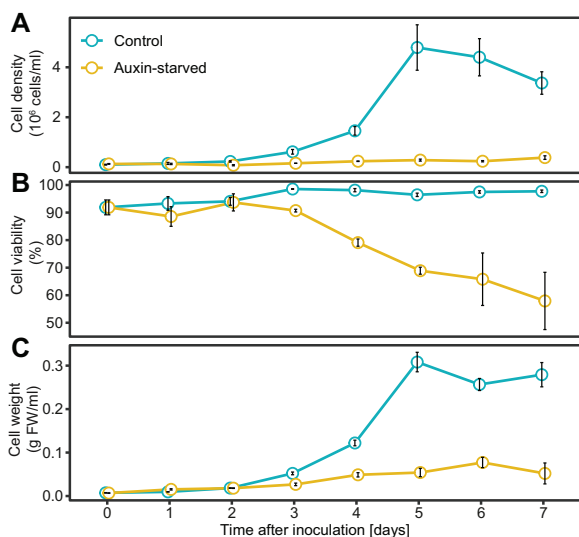 A
Cell density
(10⁶ cells/ml)
4
2
0
Control
Auxin-starved
B
Cell viability
(%)
100
90
80
70
60
50
C
Cell weight
(g FW/ml)
0.3
0.2
0.1
0.0
0 1 2 3 4 5 6 7
Time after inoculation [days]